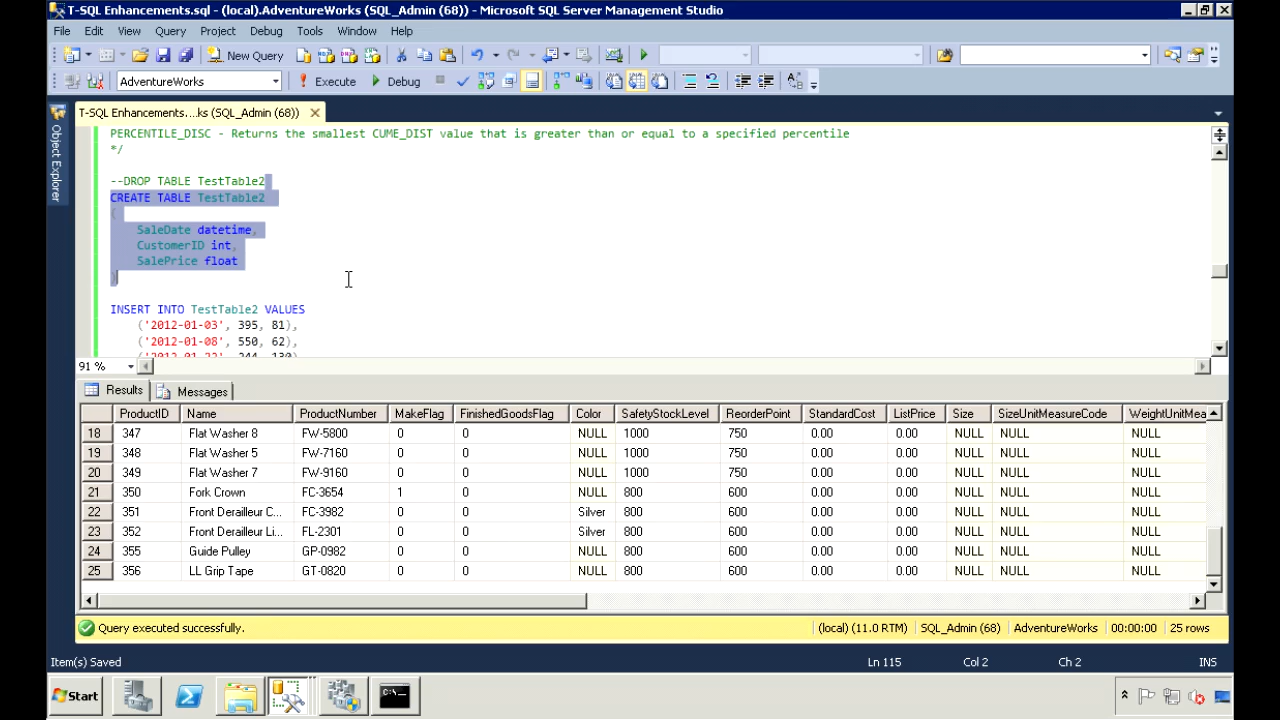 T-SQL Enhancements.sql - (local).AdventureWorks (SQL_Admin (68)) - Microsoft SQL Server Management Studio
File Edit View Query Project Debug Tools Window Help
New Query
AdventureWorks Execute Debug
T-SQL Enhancements....ks (SQL_Admin (68))
Object Explorer
PERCENTILE_DISC - Returns the smallest CUME_DIST value that is greater than or equal to a specified percentile
*/
--DROP TABLE TestTable2
CREATE TABLE TestTable2
(
SaleDate datetime,
CustomerID int,
SalePrice float
)
INSERT INTO TestTable2 VALUES
('2012-01-03', 395, 81),
('2012-01-08', 550, 62),
('2012-01-22', 244, 130)
91 %
Results Messages
ProductID Name ProductNumber MakeFlag FinishedGoodsFlag Color SafetyStockLevel ReorderPoint StandardCost ListPrice Size SizeUnitMeasureCode WeightUnitMea
18 347 Flat Washer 8 FW-5800 0 0 NULL 1000 750 0.00 0.00 NULL NULL NULL
19 348 Flat Washer 5 FW-7160 0 0 NULL 1000 750 0.00 0.00 NULL NULL NULL
20 349 Flat Washer 7 FW-9160 0 0 NULL 1000 750 0.00 0.00 NULL NULL NULL
21 350 Fork Crown FC-3654 1 0 NULL 800 600 0.00 0.00 NULL NULL NULL
22 351 Front Derailleur C... FC-3982 0 0 Silver 800 600 0.00 0.00 NULL NULL NULL
23 352 Front Derailleur Li... FL-2301 0 0 Silver 800 600 0.00 0.00 NULL NULL NULL
24 355 Guide Pulley GP-0982 0 0 NULL 800 600 0.00 0.00 NULL NULL NULL
25 356 LL Grip Tape GT-0820 0 0 NULL 800 600 0.00 0.00 NULL NULL NULL
Query executed successfully. (local) (11.0 RTM) SQL_Admin (68) AdventureWorks 00:00:00 25 rows
Item(s) Saved Ln 115 Col 2 Ch 2 INS
Start